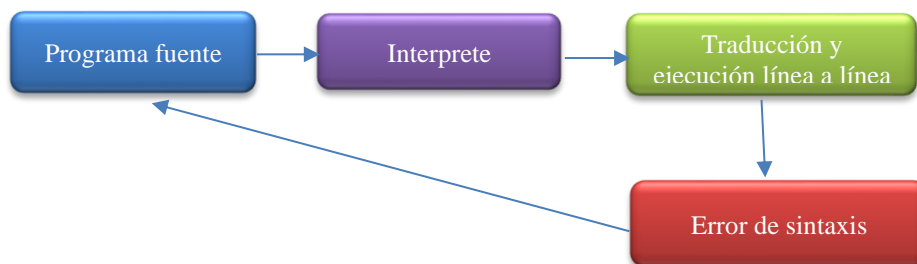 Programa fuente
Interprete
Traducción y
ejecución línea a línea
Error de sintaxis